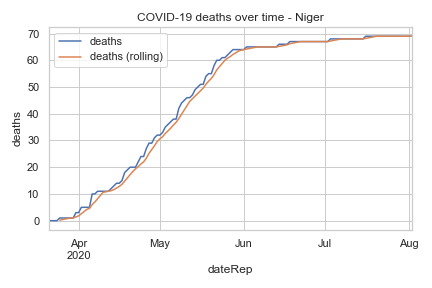 COVID-19 deaths over time - Niger
deaths
deaths (rolling)
70
60
50
40
30
20
10
0
deaths
Apr
2020
May
Jun
Jul
Aug
dateRep